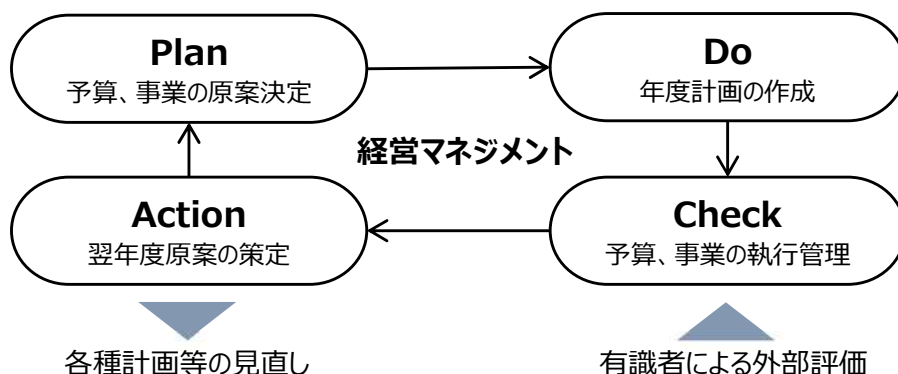 Plan
予算、事業の原案決定
Do
年度計画の作成
経営マネジメント
Action
翌年度原案の策定
Check
予算、事業の執行管理
各種計画等の見直し
有識者による外部評価